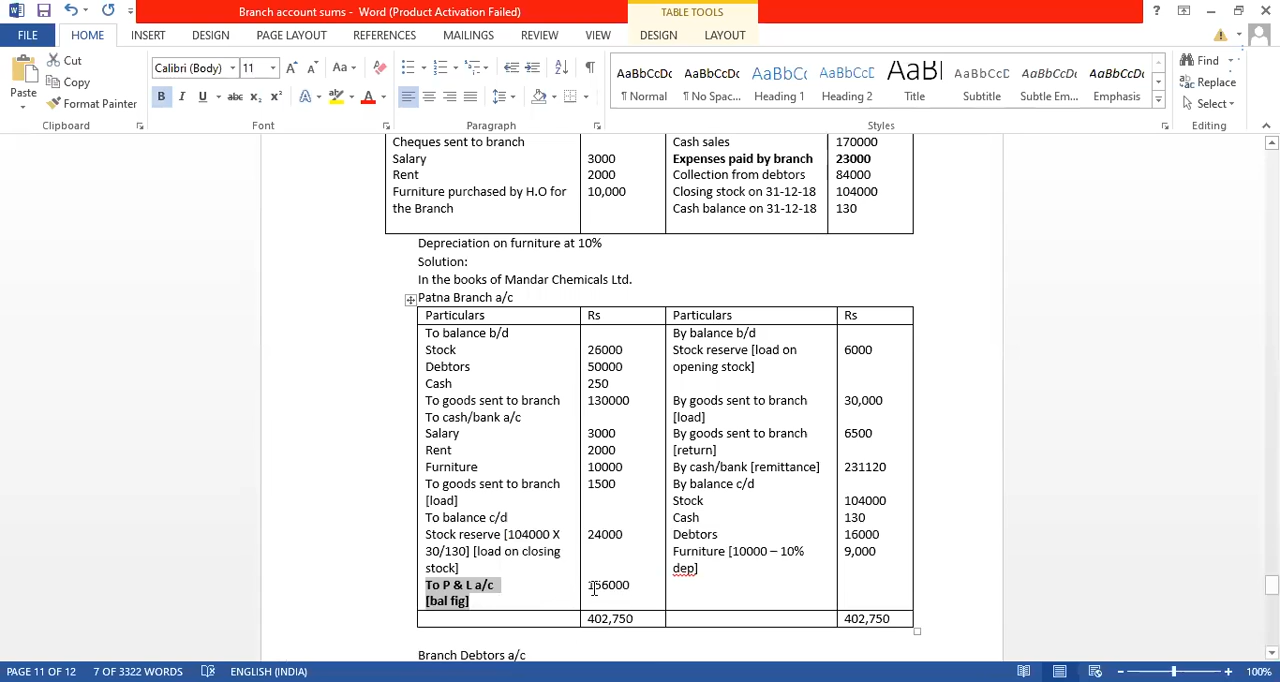 Branch account sums - Word (Product Activation Failed)
TABLE TOOLS
FILE
HOME
INSERT
DESIGN
PAGE LAYOUT
REFERENCES
MAILINGS
REVIEW
VIEW
DESIGN
LAYOUT
Paste
Cut
Copy
Format Painter
Clipboard
Calibri (Body)
11
Font
Paragraph
AaBbCcDc
¶ Normal
AaBbCcDc
¶ No Spac...
AaBbCc
Heading 1
AaBbCcC
Heading 2
AaB
Title
AaBbCcC
Subtitle
AaBbCcDc
Subtle Em...
AaBbCcDc
Emphasis
Styles
Find
Replace
Select
Editing
Cheques sent to branch
Salary 3000
Rent 2000
Furniture purchased by H.O for 10,000
the Branch
Cash sales 170000
Expenses paid by branch 23000
Collection from debtors 84000
Closing stock on 31-12-18 104000
Cash balance on 31-12-18 130
Depreciation on furniture at 10%
Solution:
In the books of Mandar Chemicals Ltd.
Patna Branch a/c
Particulars Rs Particulars Rs
To balance b/d
Stock 26000
Debtors 50000
Cash 250
To goods sent to branch 130000
To cash/bank a/c
Salary 3000
Rent 2000
Furniture 10000
To goods sent to branch 1500
[load]
To balance c/d
Stock reserve [104000 X 24000
30/130] [load on closing
stock]
To P & L a/c 156000
[bal fig]
402,750
By balance b/d
Stock reserve [load on 6000
opening stock]
By goods sent to branch 30,000
[load]
By goods sent to branch 6500
[return]
By cash/bank [remittance] 231120
By balance c/d
Stock 104000
Cash 130
Debtors 16000
Furniture [10000 – 10% 9,000
dep]
402,750
Branch Debtors a/c
PAGE 11 OF 12
7 OF 3322 WORDS
ENGLISH (INDIA)
100%